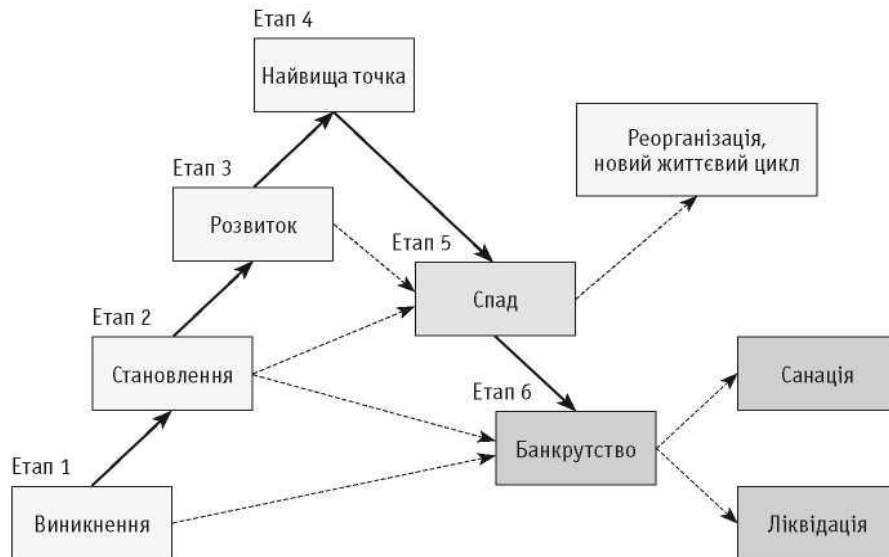 Етап 4
Найвища точка
Реорганізація,
новий життєвий цикл
Етап 3
Розвиток
Етап 5
Спад
Етап 2
Становлення
Санація
Етап 6
Банкрутство
Етап 1
Виникнення
Ліквідація